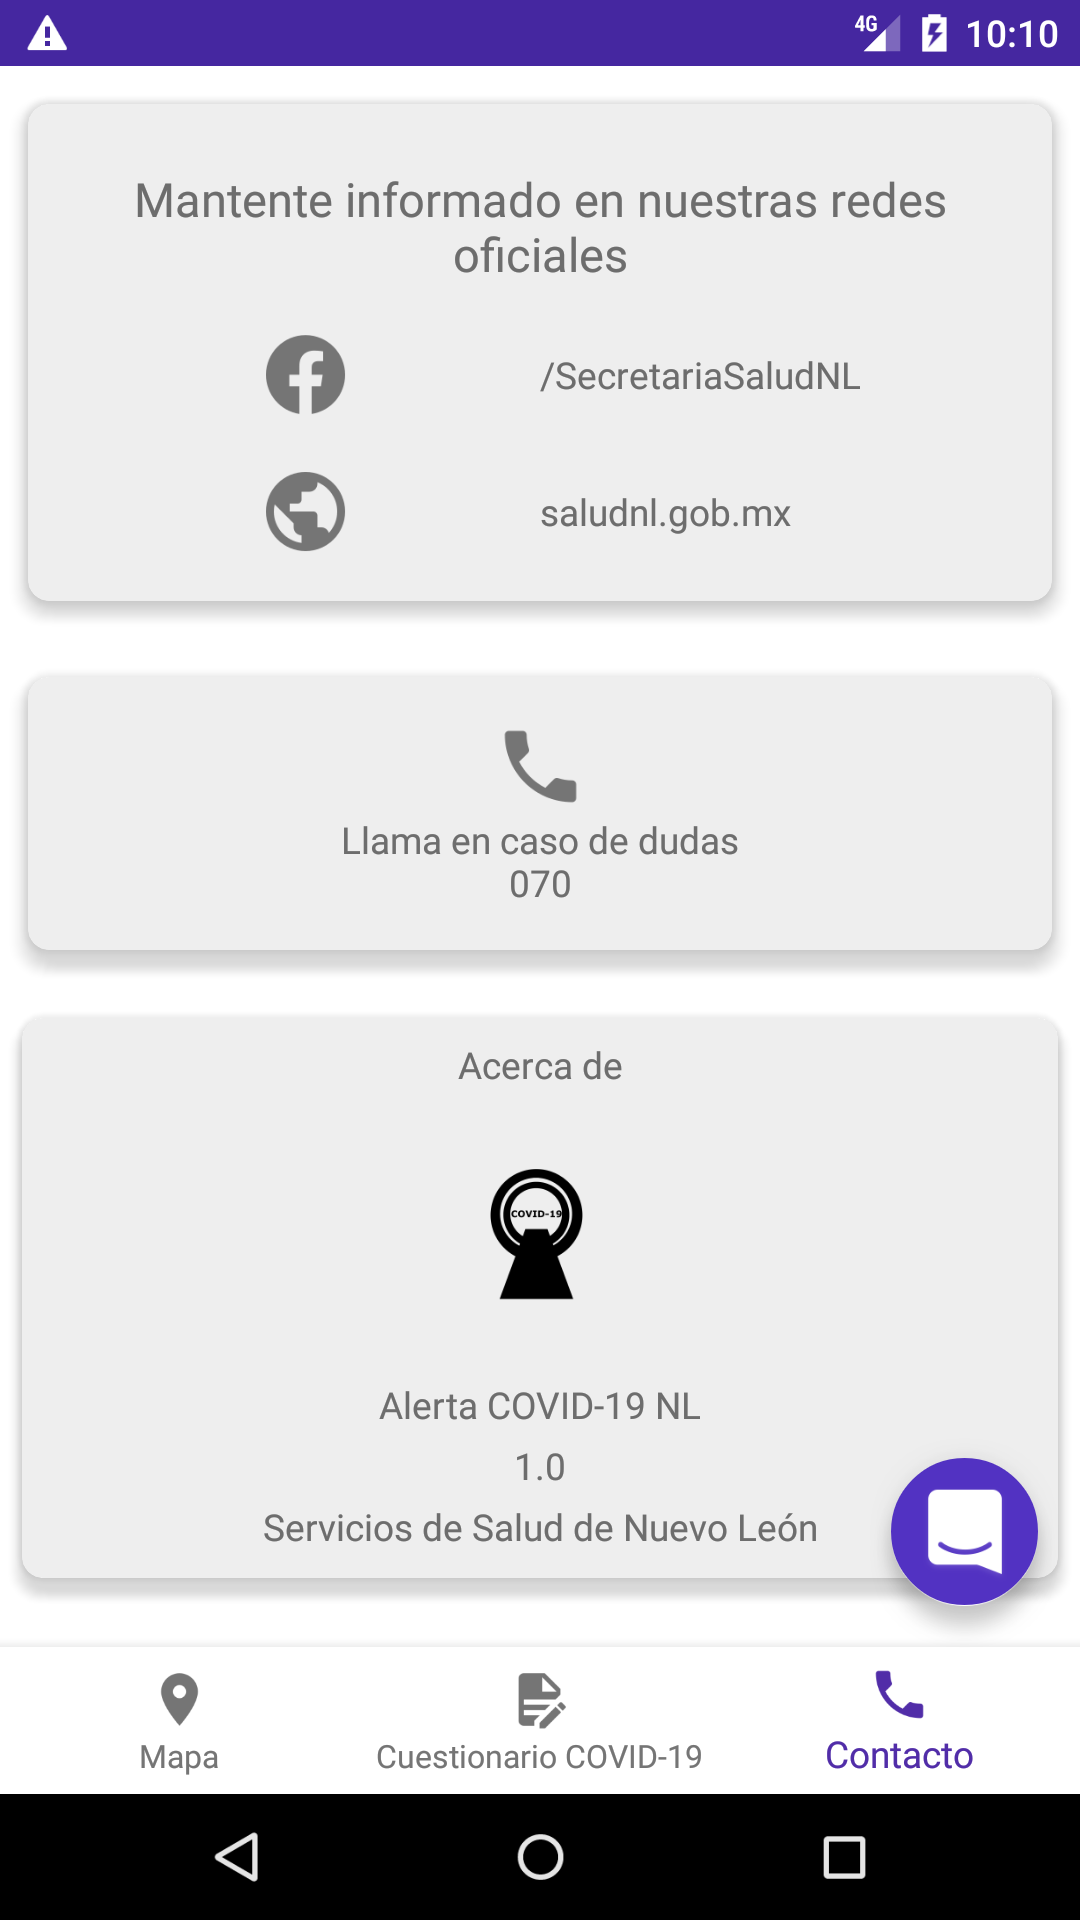 4G 10:10
Mantente informado en nuestras redes
oficiales
/SecretariaSaludNL
saludnl.gob.mx
Llama en caso de dudas
070
Acerca de
COVID-19
Alerta COVID-19 NL
1.0
Servicios de Salud de Nuevo León
Mapa
Cuestionario COVID-19
Contacto